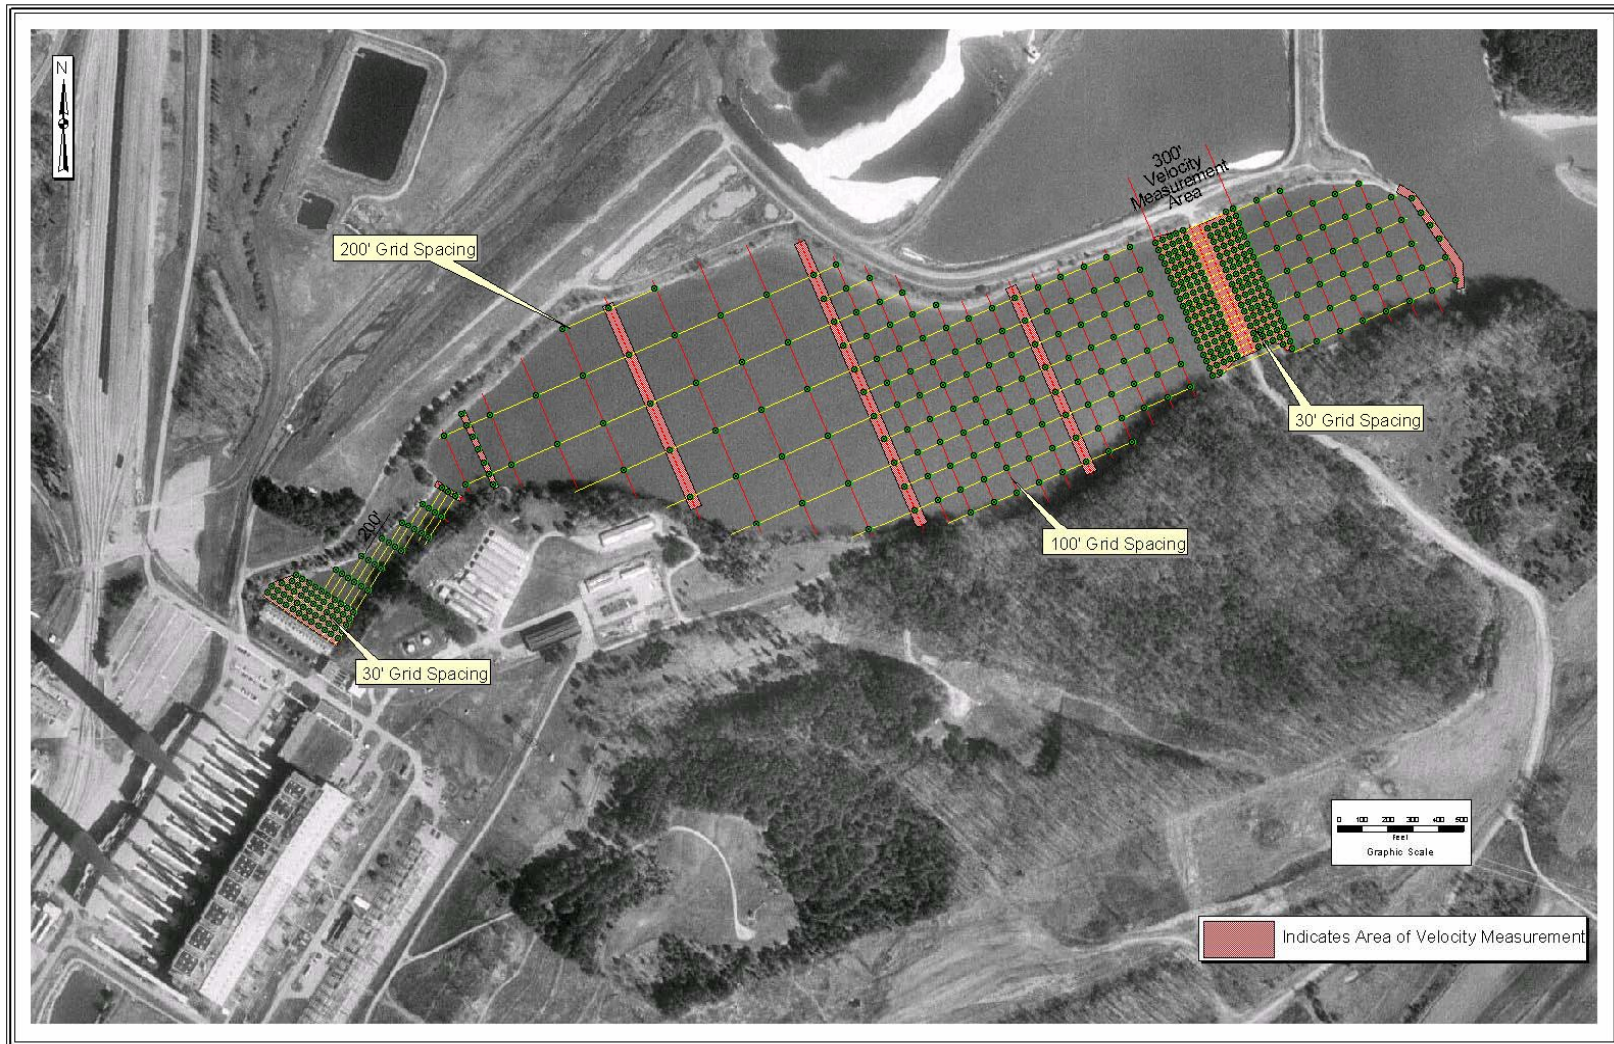 N
300'
Velocity
Measurement
Area
200' Grid Spacing
30' Grid Spacing
200'
100' Grid Spacing
30' Grid Spacing
0 100 200 300 400 500
feet
Graphic Scale
Indicates Area of Velocity Measurement